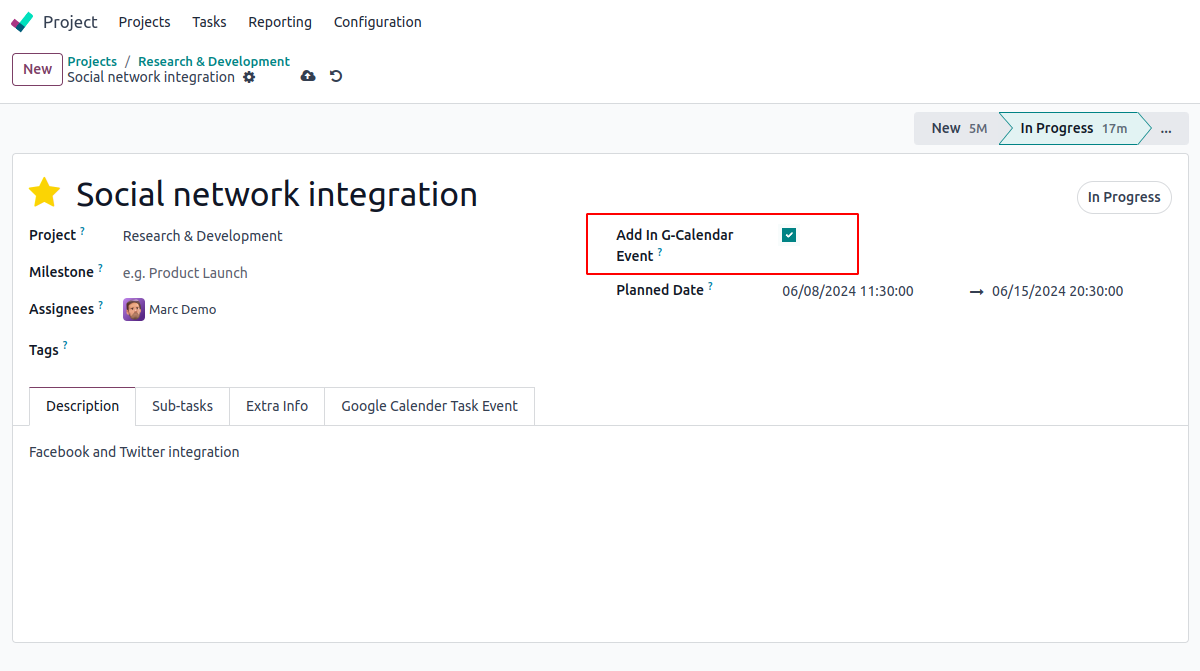 Project Projects Tasks Reporting Configuration
New
Projects / Research & Development
Social network integration
New 5M In Progress 17m ...
Social network integration
In Progress
Project ? Research & Development
Milestone ? e.g. Product Launch
Assignees ? Marc Demo
Tags ?
Add In G-Calendar
Event ?
Planned Date ? 06/08/2024 11:30:00 → 06/15/2024 20:30:00
Description Sub-tasks Extra Info Google Calender Task Event
Facebook and Twitter integration